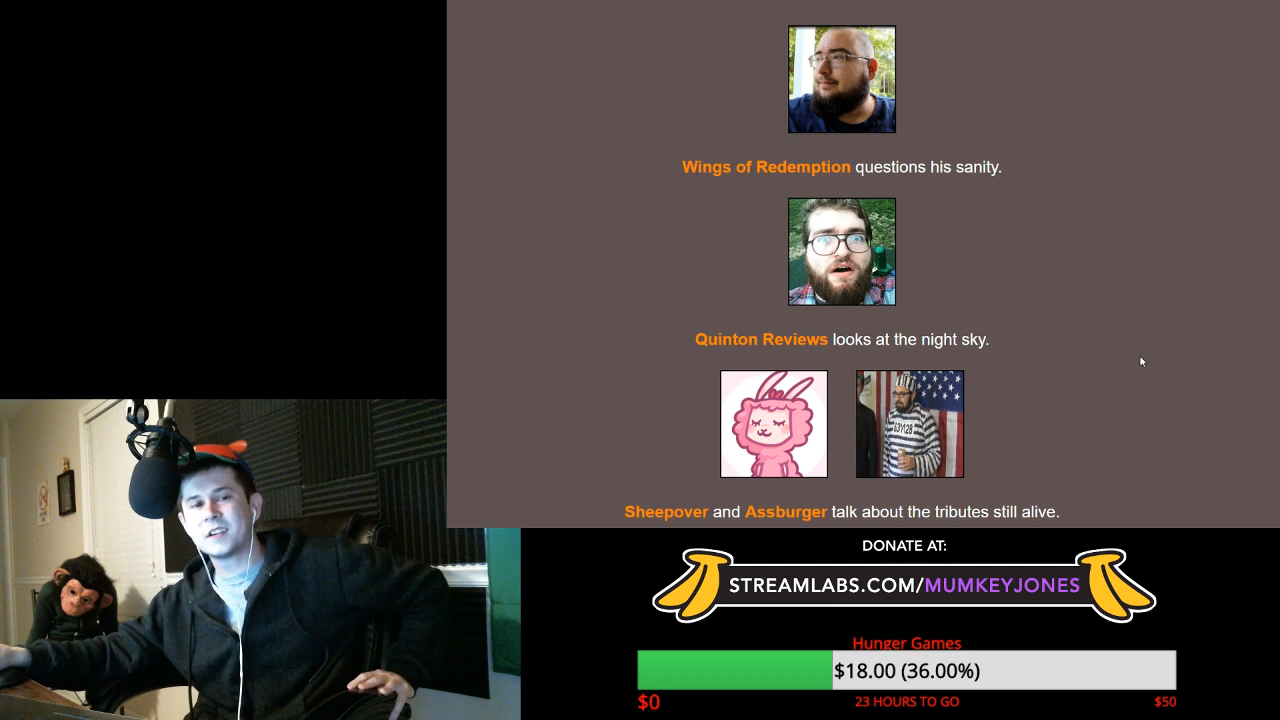 Wings of Redemption questions his sanity.
Quinton Reviews looks at the night sky.
Sheepover and Assburger talk about the tributes still alive.
DONATE AT:
STREAMLABS.COM/MUMKEYJONES
Hunger Games
$18.00 (36.00%)
$0
23 HOURS TO GO
$50